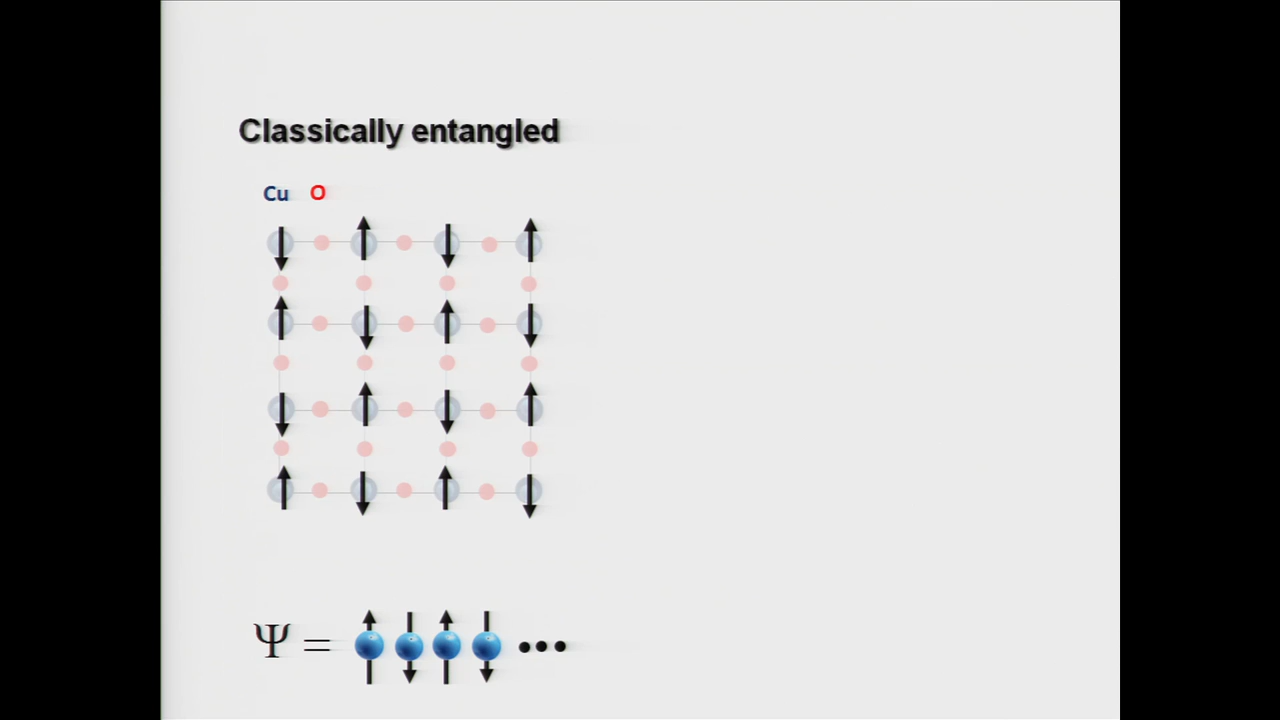 Classically entangled
Cu O
Ψ =
•••